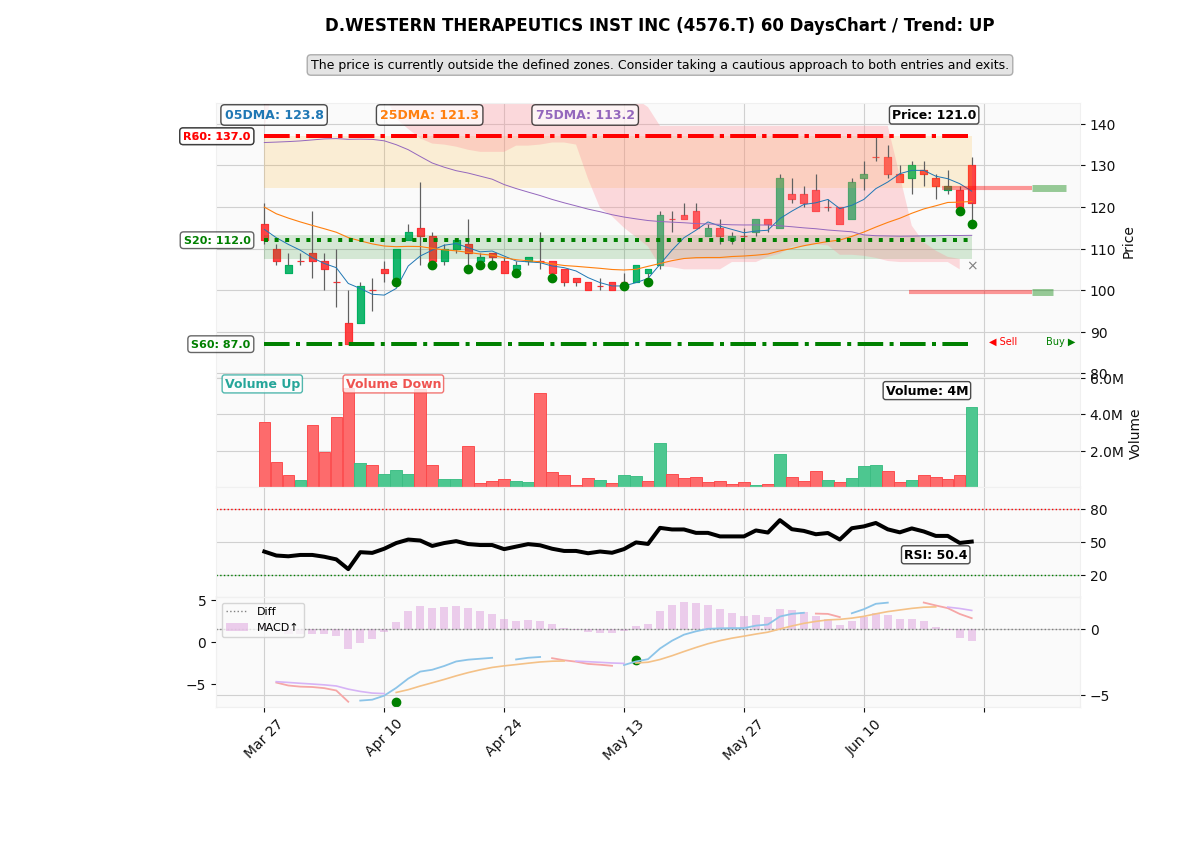 D.WESTERN THERAPEUTICS INST INC (4576.T) 60 DaysChart / Trend: UP
The price is currently outside the defined zones. Consider taking a cautious approach to both entries and exits.
05DMA: 123.8
25DMA: 121.3
75DMA: 113.2
Price: 121.0
R60: 137.0
S20: 112.0
S60: 87.0
140
130
120
110
100
90
80
Price
◀ Sell
Buy ▶
Volume Up
Volume Down
Volume: 4M
6.0M
4.0M
2.0M
Volume
80
50
20
RSI: 50.4
5
0
−5
Diff
MACD↑
0
−5
Mar 27
Apr 10
Apr 24
May 13
May 27
Jun 10